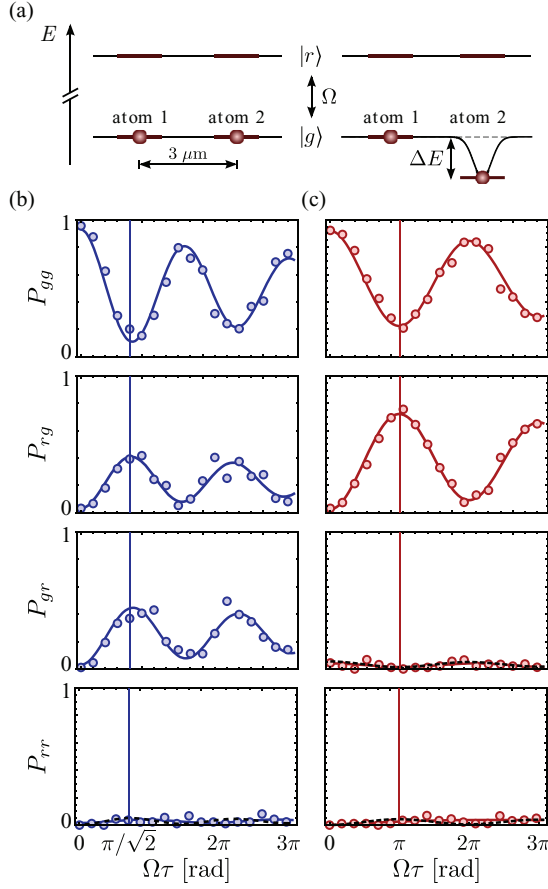 (a)
E
|r⟩
Ω
atom 1 atom 2 |g⟩ atom 1 atom 2
3 μm
ΔE
(b) (c)
1
P_gg
0
1
P_rg
0
1
P_gr
0
1
P_rr
0
0 π/√2 2π 3π 0 π 2π 3π
Ωτ [rad] Ωτ [rad]